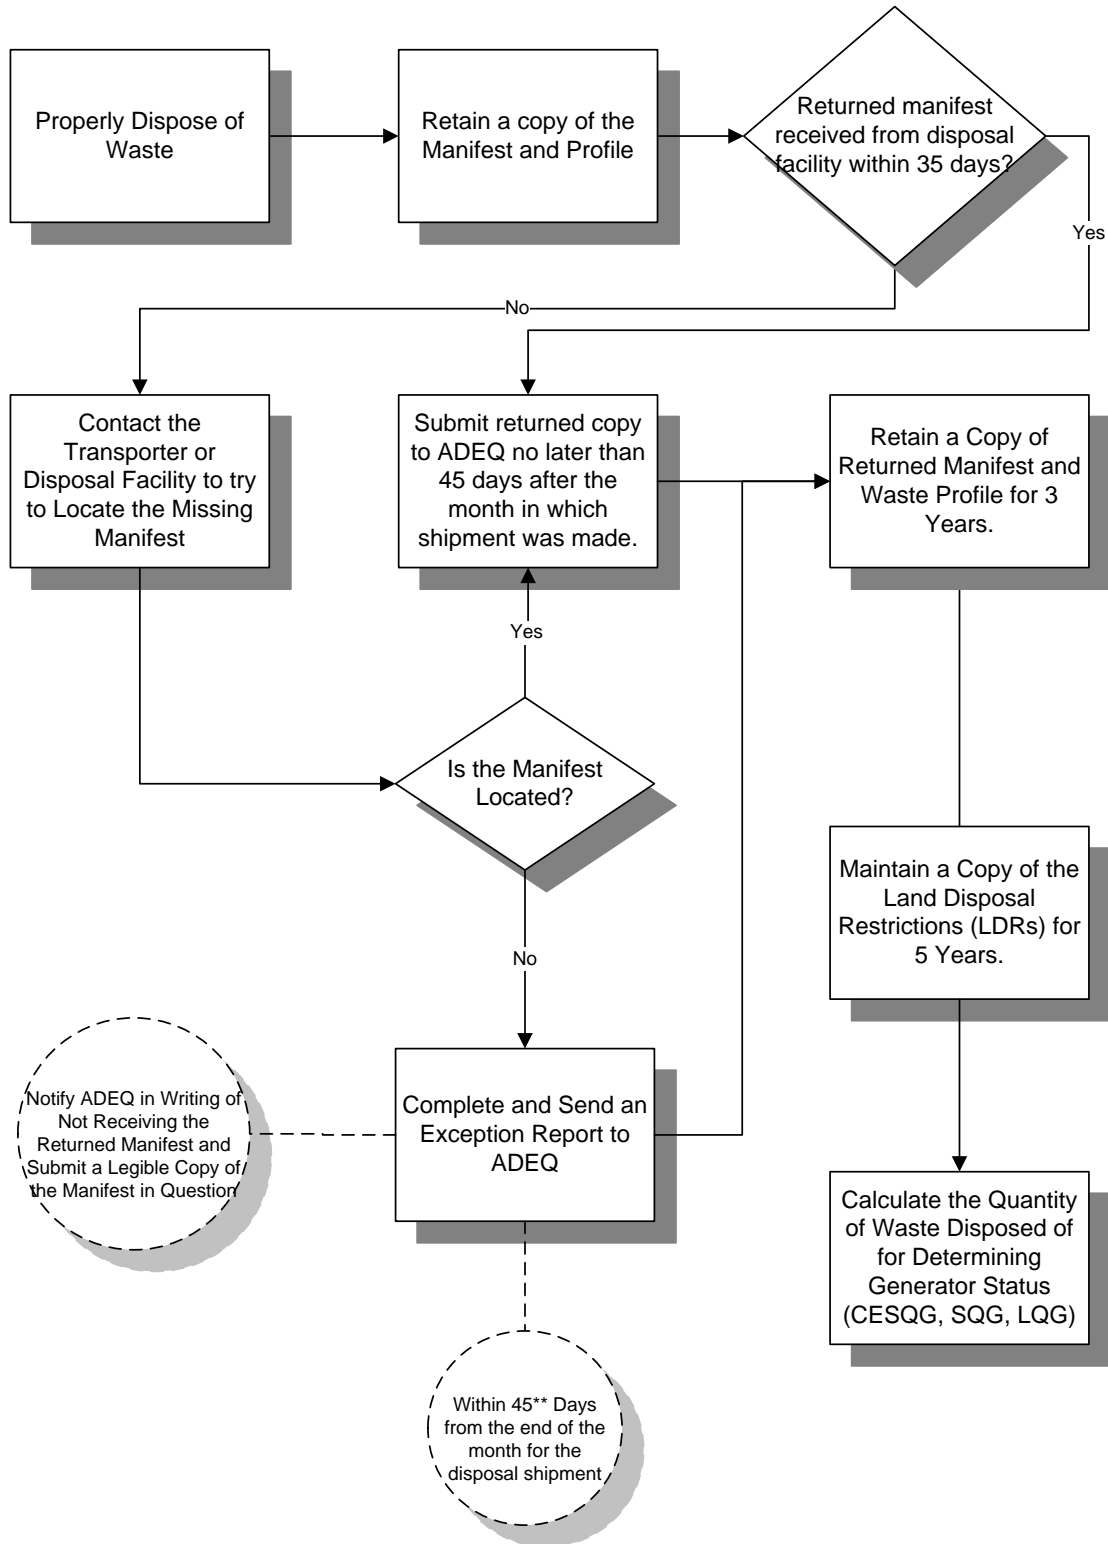 Properly Dispose of
Waste
Retain a copy of the
Manifest and Profile
Returned manifest
received from disposal
facility within 35 days?
Yes
No
Contact the
Transporter or
Disposal Facility to try
to Locate the Missing
Manifest
Submit returned copy
to ADEQ no later than
45 days after the
month in which
shipment was made.
Retain a Copy of
Returned Manifest and
Waste Profile for 3
Years.
Yes
Is the Manifest
Located?
No
Maintain a Copy of the
Land Disposal
Restrictions (LDRs) for
5 Years.
Notify ADEQ in Writing of
Not Receiving the
Returned Manifest and
Submit a Legible Copy of
the Manifest in Question
Complete and Send an
Exception Report to
ADEQ
Calculate the Quantity
of Waste Disposed of
for Determining
Generator Status
(CESQG, SQG, LQG)
Within 45** Days
from the end of the
month for the
disposal shipment